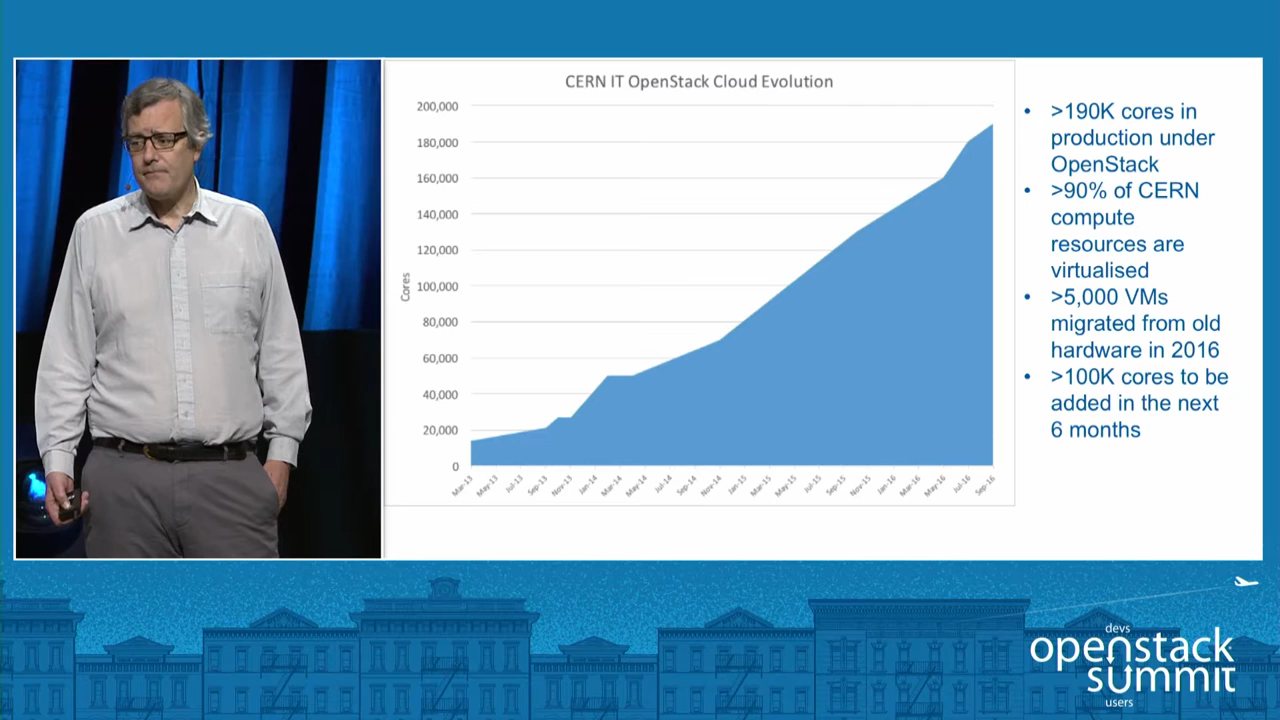 CERN IT OpenStack Cloud Evolution
200,000
180,000
160,000
140,000
120,000
100,000
80,000
60,000
40,000
20,000
0
Cores
Mar-13
May-13
Jul-13
Sep-13
Nov-13
Jan-14
Mar-14
May-14
Jul-14
Sep-14
Nov-14
Jan-15
Mar-15
May-15
Jul-15
Sep-15
Nov-15
Jan-16
Mar-16
May-16
Jul-16
Sep-16
• >190K cores in
production under
OpenStack
• >90% of CERN
compute
resources are
virtualised
• >5,000 VMs
migrated from old
hardware in 2016
• >100K cores to be
added in the next
6 months
devs
openstack
summit
users